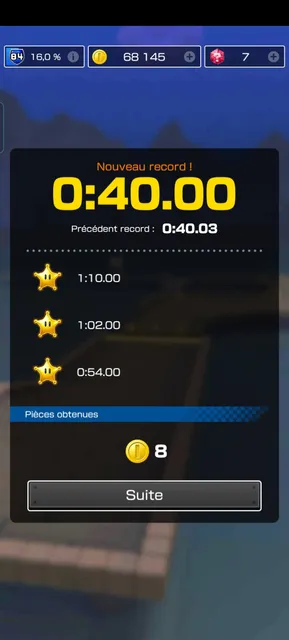 84 16,0 % i 68 145 + 7 +
Nouveau record !
0:40.00
Précédent record : 0:40.03
1:10.00
1:02.00
0:54.00
Pièces obtenues
8
Suite